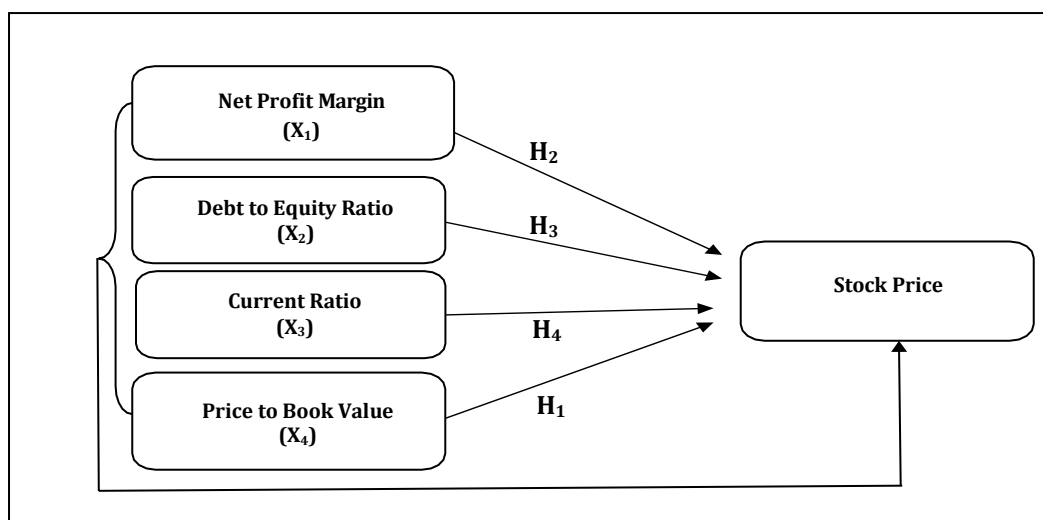 Net Profit Margin
(X₁)
H₂
Debt to Equity Ratio
(X₂)
H₃
Current Ratio
(X₃)
H₄
Price to Book Value
(X₄)
H₁
Stock Price